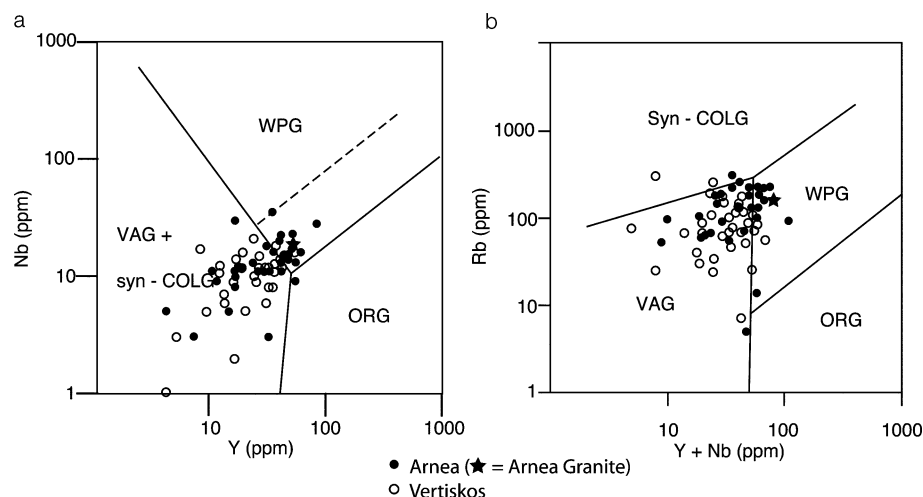 a
b
1000
100
10
1
Nb (ppm)
WPG
VAG +
syn - COLG
ORG
10
100
1000
Y (ppm)
1000
100
10
1
Rb (ppm)
Syn - COLG
WPG
VAG
ORG
10
100
1000
Y + Nb (ppm)
● Arnea (★ = Arnea Granite)
○ Vertiskos